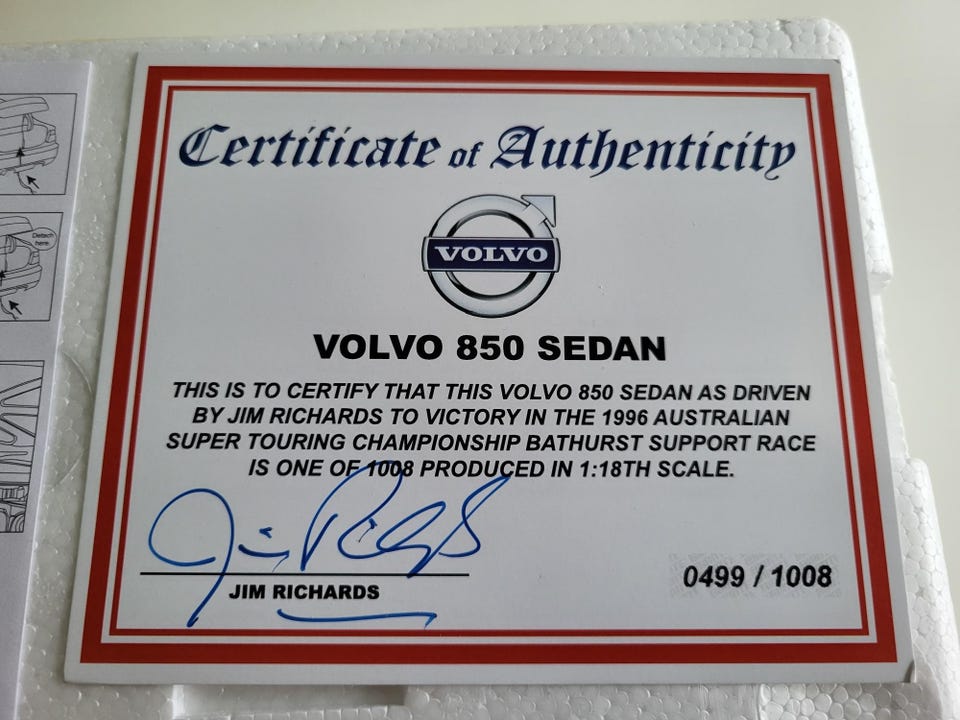 Certificate of Authenticity
VOLVO
VOLVO 850 SEDAN
THIS IS TO CERTIFY THAT THIS VOLVO 850 SEDAN AS DRIVEN
BY JIM RICHARDS TO VICTORY IN THE 1996 AUSTRALIAN
SUPER TOURING CHAMPIONSHIP BATHURST SUPPORT RACE
IS ONE OF 1008 PRODUCED IN 1:18TH SCALE.
JIM RICHARDS
0499 / 1008
Detach
here